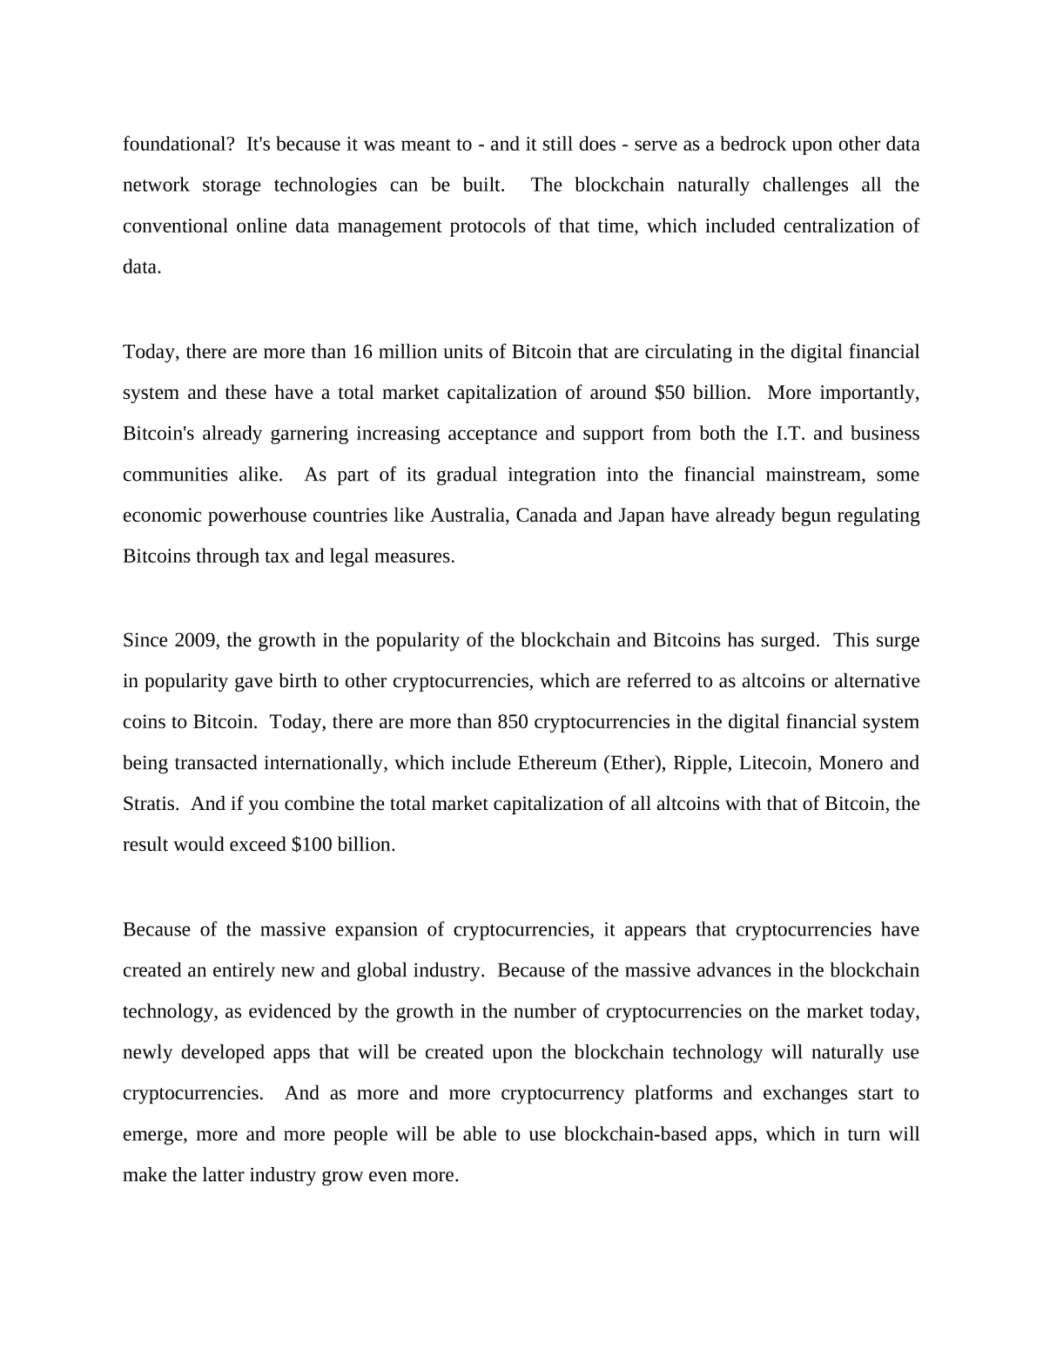 foundational? It's because it was meant to - and it still does - serve as a bedrock upon other data
network storage technologies can be built. The blockchain naturally challenges all the
conventional online data management protocols of that time, which included centralization of
data.
Today, there are more than 16 million units of Bitcoin that are circulating in the digital financial
system and these have a total market capitalization of around $50 billion. More importantly,
Bitcoin's already garnering increasing acceptance and support from both the I.T. and business
communities alike. As part of its gradual integration into the financial mainstream, some
economic powerhouse countries like Australia, Canada and Japan have already begun regulating
Bitcoins through tax and legal measures.
Since 2009, the growth in the popularity of the blockchain and Bitcoins has surged. This surge
in popularity gave birth to other cryptocurrencies, which are referred to as altcoins or alternative
coins to Bitcoin. Today, there are more than 850 cryptocurrencies in the digital financial system
being transacted internationally, which include Ethereum (Ether), Ripple, Litecoin, Monero and
Stratis. And if you combine the total market capitalization of all altcoins with that of Bitcoin, the
result would exceed $100 billion.
Because of the massive expansion of cryptocurrencies, it appears that cryptocurrencies have
created an entirely new and global industry. Because of the massive advances in the blockchain
technology, as evidenced by the growth in the number of cryptocurrencies on the market today,
newly developed apps that will be created upon the blockchain technology will naturally use
cryptocurrencies. And as more and more cryptocurrency platforms and exchanges start to
emerge, more and more people will be able to use blockchain-based apps, which in turn will
make the latter industry grow even more.